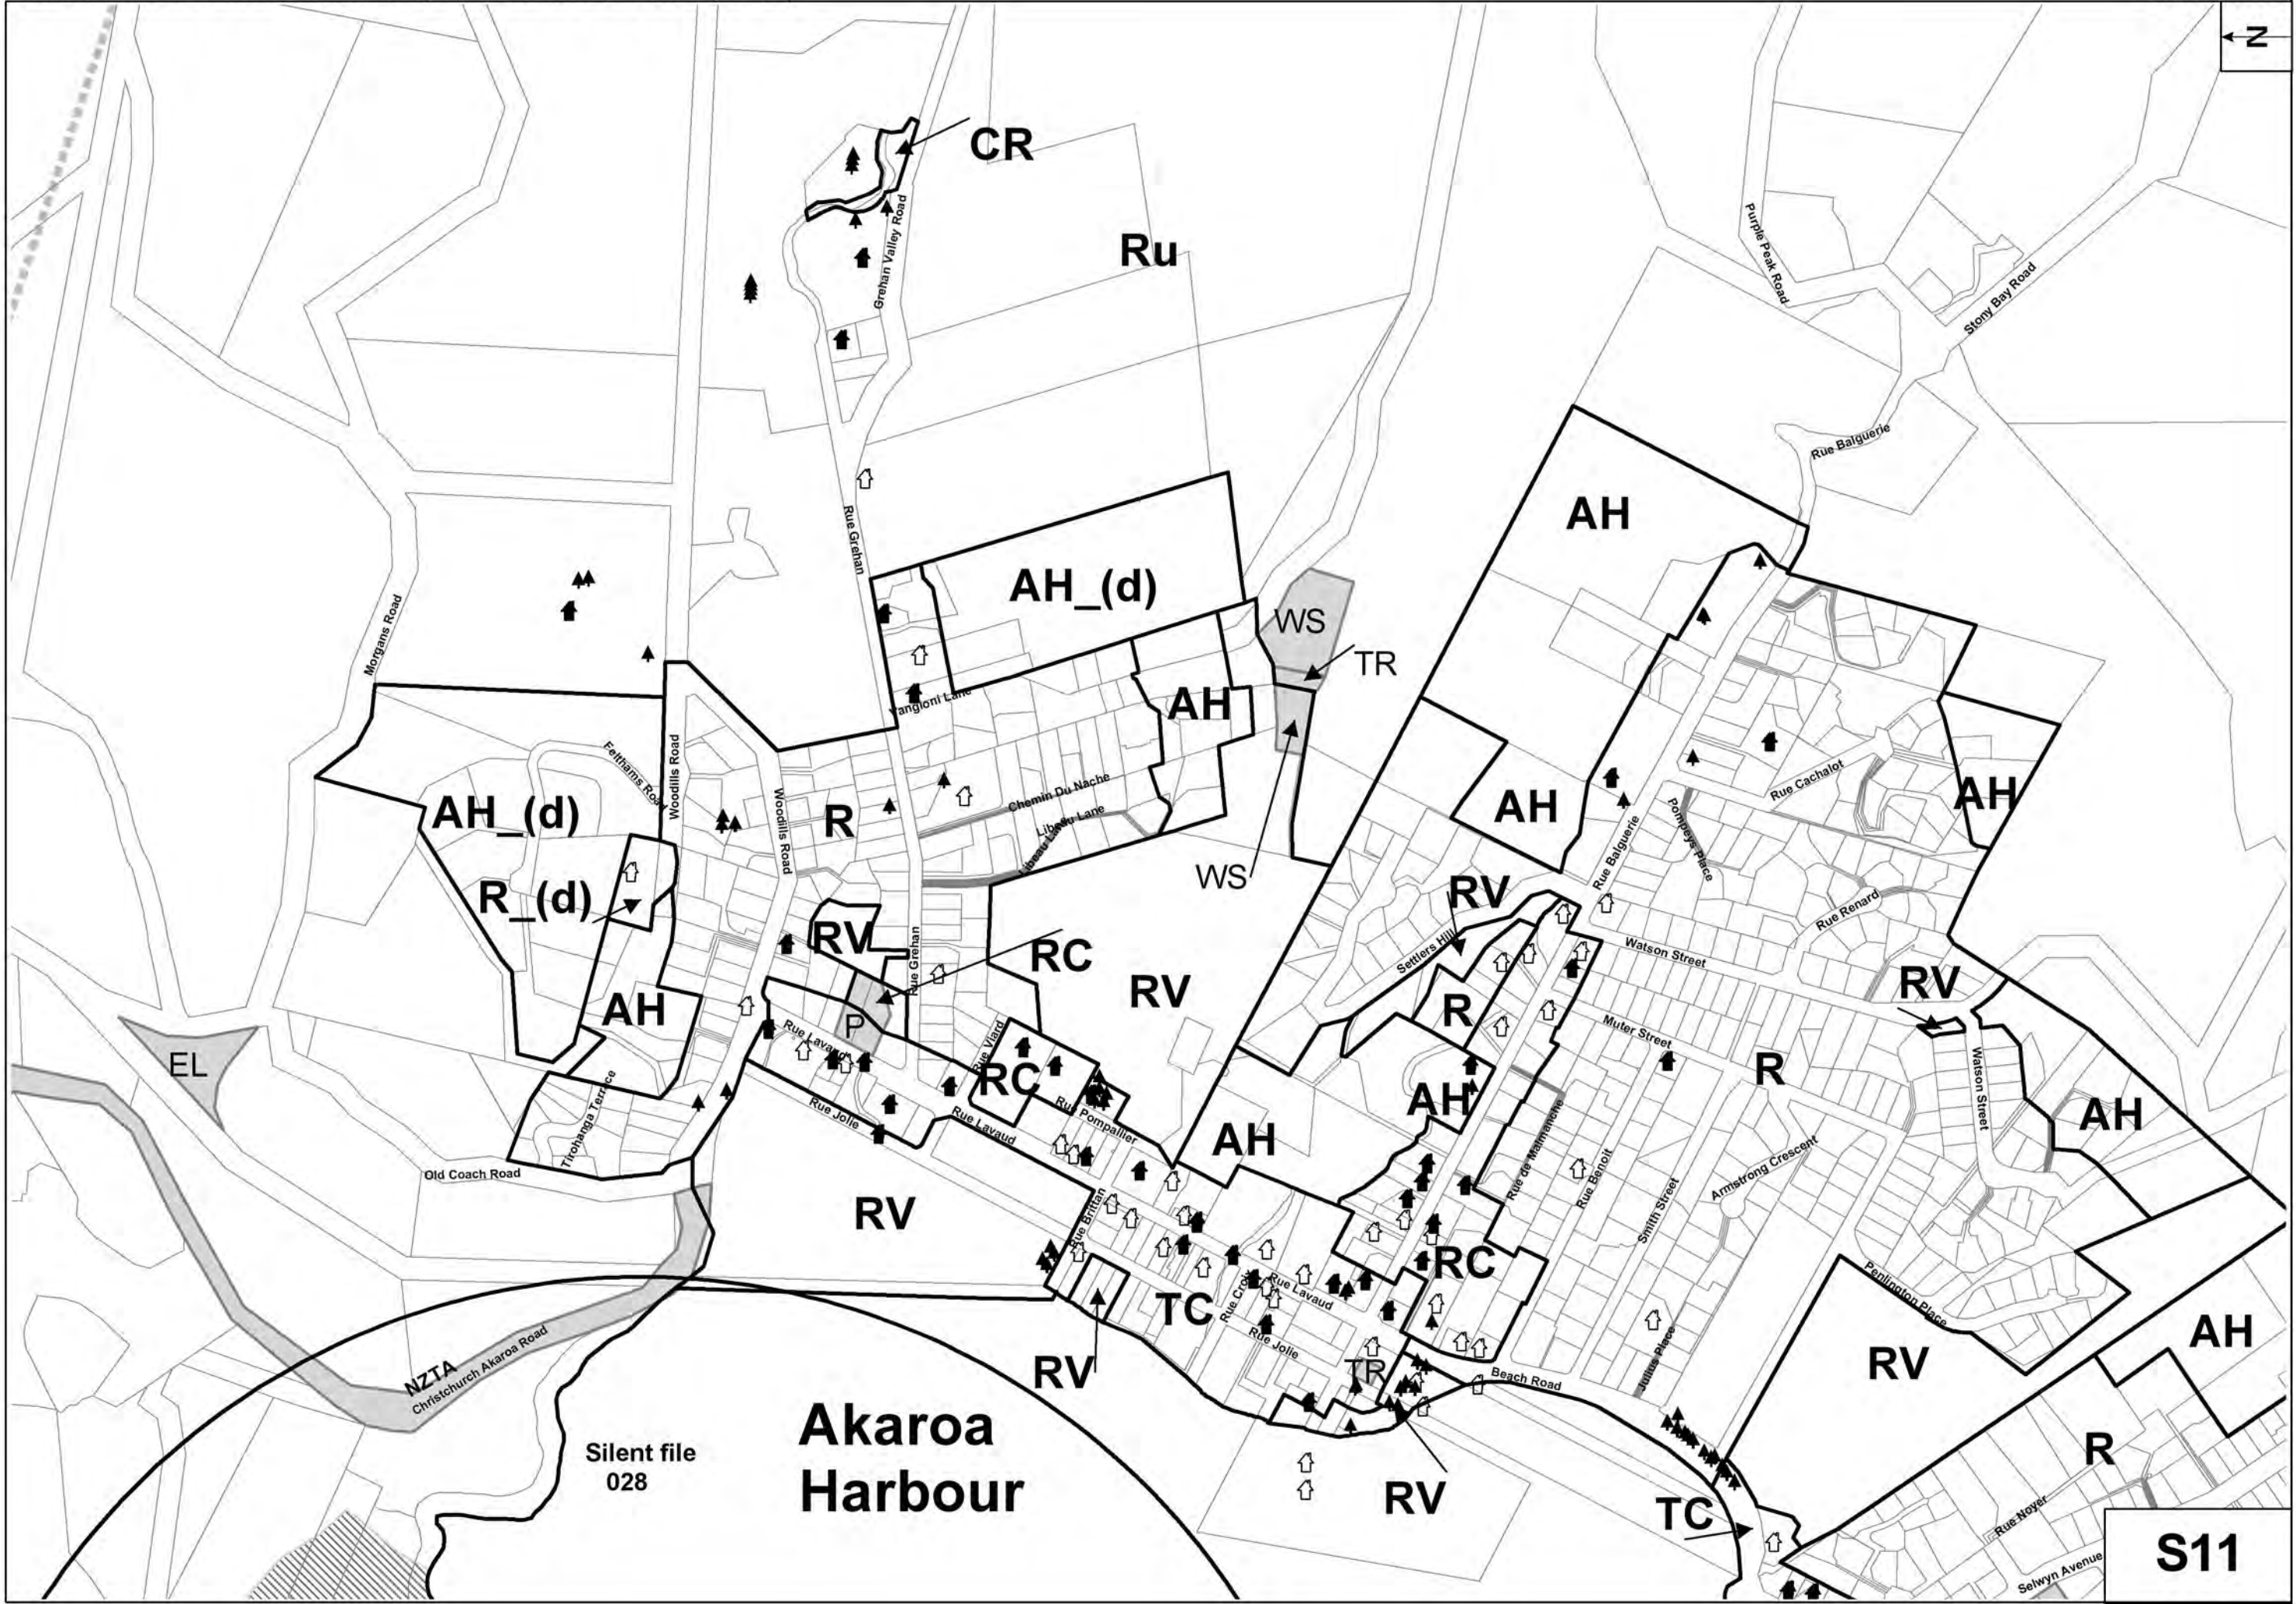 N
CR
Ru
Grehan Valley Road
Purple Peak Road
Stony Bay Road
Rue Balguerie
AH
Rue Grehan
AH_(d)
WS
TR
Morgans Road
Vangioni Lane
AH
Felthams Road
Woodills Road
Woodills Road
R
Chemin Du Nache
Libeau Lane
Libeau Lane
AH_(d)
R_(d)
WS
AH
Rue Balguerie
Pompeys Place
Rue Cachalot
AH
RV
Rue Grehan
RC
RV
RV
Settlers Hill
Watson Street
Rue Renard
RV
AH
P
R
Muter Street
R
EL
Rue Lavaud
Rue Viard
RC
AH
Watson Street
AH
Tirohanga Terrace
Rue Jolie
Rue Lavaud
Rue Pompallier
AH
Rue de Malmanche
Armstrong Crescent
Old Coach Road
RV
Rue Brittan
Rue Benoit
Smith Street
RC
TC
Rue Croix
Rue Lavaud
Penlington Place
AH
NZTA
Christchurch Akaroa Road
RV
Rue Jolie
TR
Beach Road
Julius Place
RV
Akaroa
Harbour
Silent file
028
RV
TC
R
Rue Noyer
Selwyn Avenue
S11